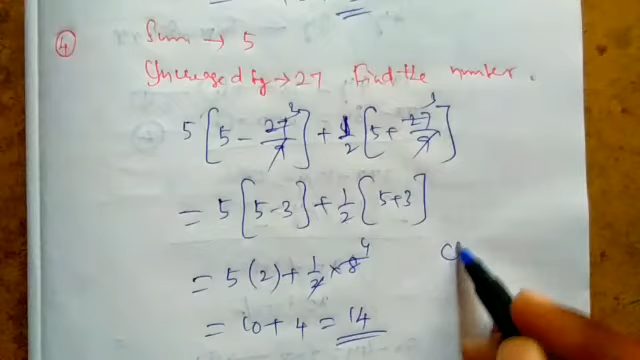 ④ Sum → 5
Increased by → 27 Find the number.
5 [5 - 27/9] + 1/2 [5 + 27/9]
= 5 [5-3] + 1/2 [5+3]
= 5 (2) + 1/2 × 8 4
= 10 + 4 = 14